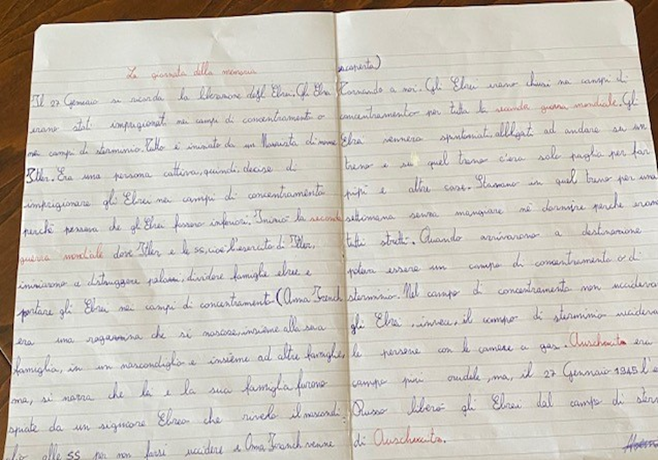 La giornata della memoria
Il 27 Gennaio si ricorda la liberazione degli Ebrei. Gli Ebrei
erano stati imprigionati nei campi di concentramento o
nei campi di sterminio. Tutto è iniziato da un Nazista di nome
Itler. Era una persona cattiva, quindi, decise di
imprigionare gli Ebrei nei campi di concentramento
perché pensava che gli Ebrei fossero inferiori. Iniziò la seconda
guerra mondiale dove Itler e le SS, cioè l'esercito di Itler,
iniziarono a distruggere palazzi, dividere famiglie ebree e
portare gli Ebrei nei campi di concentramento. (Anna Franch
era una ragazzina che si nascose, insieme alla sua
famiglia, in un nascondiglio e insieme ad altre famiglie,
ma, si narra che lei e la sua famiglia furono
spiate da un signore Ebreo che rivelò il nascondi
glio alle SS per non farsi uccidere e Anna Franch venne
scoperta)
Tornando a noi. Gli Ebrei erano chiusi nei campi di
concentramento per tutta la seconda guerra mondiale. Gli
Ebrei vennero spintonati, obbligati ad andare su un
treno e su quel treno c'era solo paglia per far
pipì e altre cose. Stavano in quel treno per una
settimana senza mangiare né dormire perché erano
tutti stretti. Quando arrivarono a destinazione
poteva essere un campo di concentramento o di
sterminio. Nel campo di concentramento non uccidevano
gli Ebrei, invece, il campo di sterminio uccideva
le persone con le camere a gas. Auschwitz era
campo più crudele, ma, il 27 Gennaio 1945 l'e
Russo liberò gli Ebrei dal campo di ster
di Auschwitz.